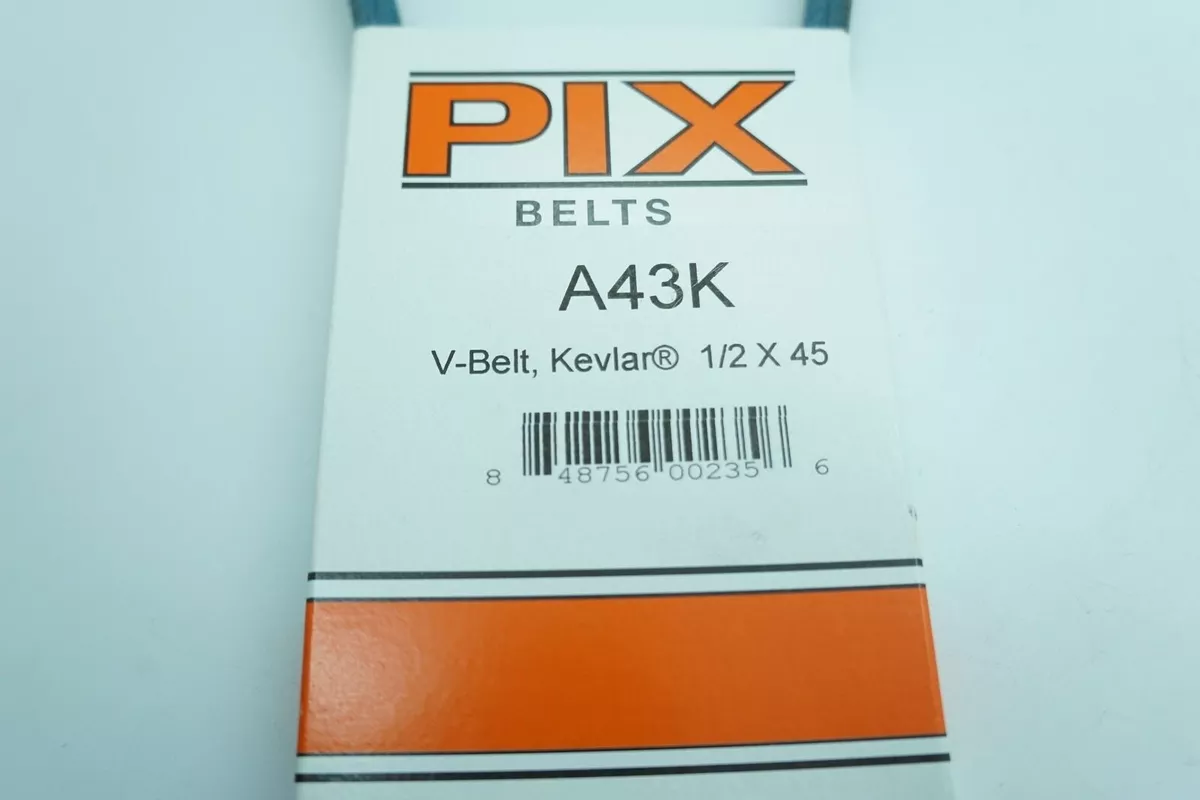 PIX
BELTS
A43K
V-Belt, Kevlar® 1/2 X 45
8 48756 00235 6